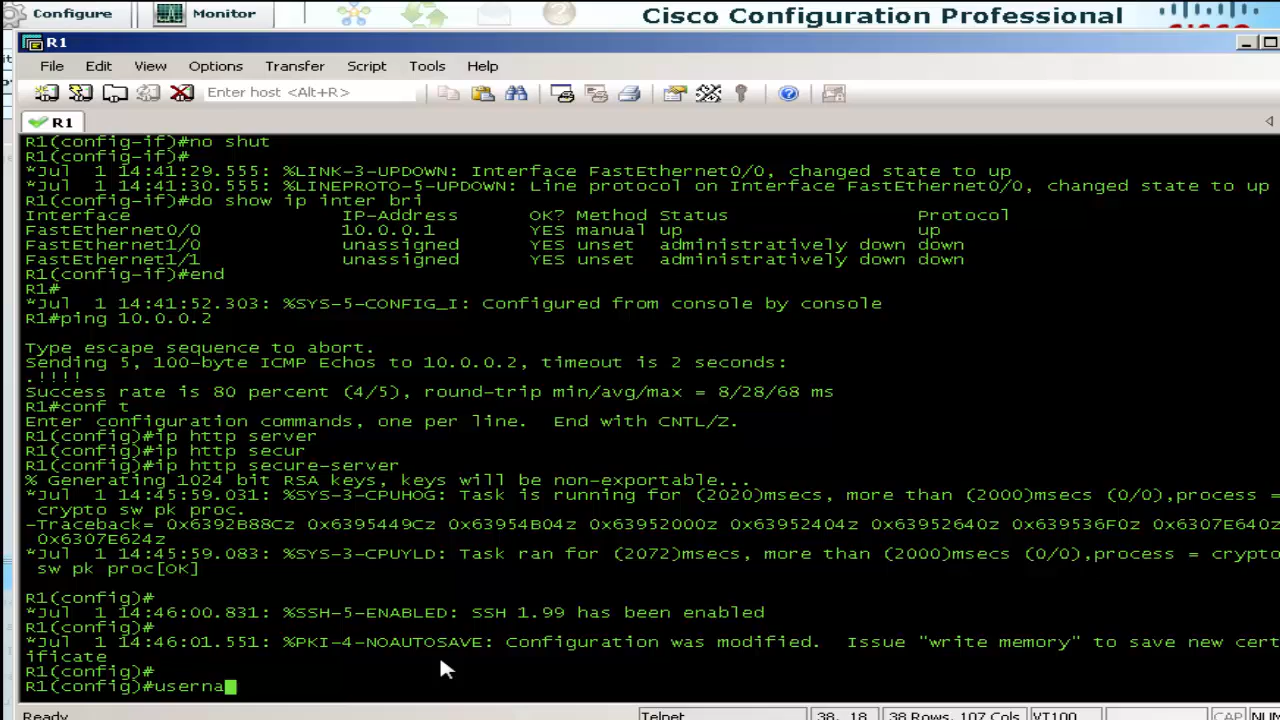 Configure
Monitor
Cisco Configuration Professional
R1
File Edit View Options Transfer Script Tools Help
Enter host <Alt+R>
R1
R1(config-if)#no shut
R1(config-if)#
*Jul  1 14:41:29.555: %LINK-3-UPDOWN: Interface FastEthernet0/0, changed state to up
*Jul  1 14:41:30.555: %LINEPROTO-5-UPDOWN: Line protocol on Interface FastEthernet0/0, changed state to up
R1(config-if)#do show ip inter bri
Interface IP-Address OK? Method Status Protocol
FastEthernet0/0 10.0.0.1 YES manual up up
FastEthernet1/0 unassigned YES unset administratively down down
FastEthernet1/1 unassigned YES unset administratively down down
R1(config-if)#end
R1#
*Jul  1 14:41:52.303: %SYS-5-CONFIG_I: Configured from console by console
R1#ping 10.0.0.2
Type escape sequence to abort.
Sending 5, 100-byte ICMP Echos to 10.0.0.2, timeout is 2 seconds:
.!!!!
Success rate is 80 percent (4/5), round-trip min/avg/max = 8/28/68 ms
R1#conf t
Enter configuration commands, one per line.  End with CNTL/Z.
R1(config)#ip http server
R1(config)#ip http secur
R1(config)#ip http secure-server
% Generating 1024 bit RSA keys, keys will be non-exportable...
*Jul  1 14:45:59.031: %SYS-3-CPUHOG: Task is running for (2020)msecs, more than (2000)msecs (0/0),process =
crypto sw pk proc.
-Traceback= 0x6392B88Cz 0x6395449Cz 0x63954B04z 0x63952000z 0x63952404z 0x63952640z 0x639536F0z 0x6307E640z
0x6307E624z
*Jul  1 14:45:59.083: %SYS-3-CPUYLD: Task ran for (2072)msecs, more than (2000)msecs (0/0),process = crypto
sw pk proc[OK]
R1(config)#
*Jul  1 14:46:00.831: %SSH-5-ENABLED: SSH 1.99 has been enabled
R1(config)#
*Jul  1 14:46:01.551: %PKI-4-NOAUTOSAVE: Configuration was modified.  Issue "write memory" to save new cert
ificate
R1(config)#
R1(config)#userna
Ready Telnet 38, 18 38 Rows, 107 Cols VT100 CAP NUM